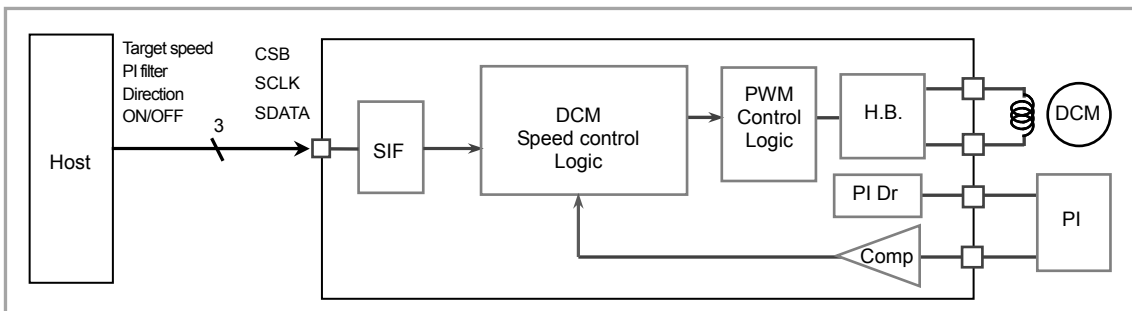 Host
Target speed
PI filter
Direction
ON/OFF
3
CSB
SCLK
SDATA
SIF
DCM
Speed control
Logic
PWM
Control
Logic
H.B.
DCM
PI Dr
PI
Comp